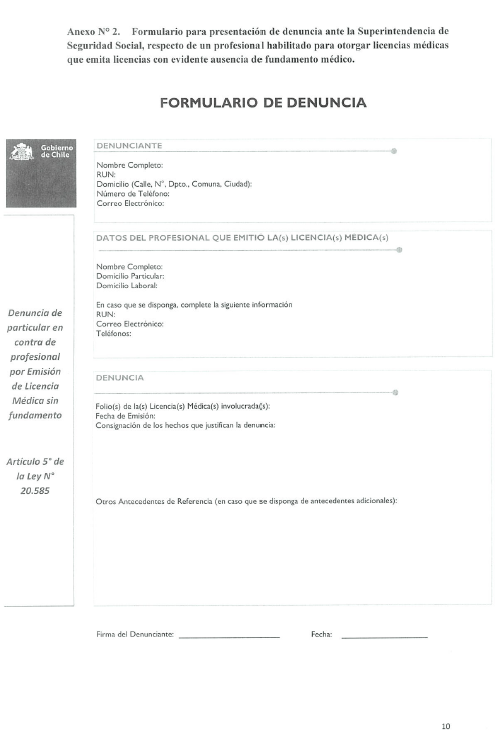 Anexo N° 2. Formulario para presentación de denuncia ante la Superintendencia de
Seguridad Social, respecto de un profesional habilitado para otorgar licencias médicas
que emita licencias con evidente ausencia de fundamento médico.
FORMULARIO DE DENUNCIA
Gobierno
de Chile
DENUNCIANTE
Nombre Completo:
RUN:
Domicilio (Calle, N°, Dpto., Comuna, Ciudad):
Número de Teléfono:
Correo Electrónico:
DATOS DEL PROFESIONAL QUE EMITIO LA(s) LICENCIA(s) MEDICA(s)
Nombre Completo:
Domicilio Particular:
Domicilio Laboral:
En caso que se disponga, complete la siguiente información
RUN:
Correo Electrónico:
Teléfonos:
Denuncia de
particular en
contra de
profesional
por Emisión
de Licencia
Médica sin
fundamento
Artículo 5° de
la Ley N°
20.585
DENUNCIA
Folio(s) de la(s) Licencia(s) Médica(s) involucrada(s):
Fecha de Emisión:
Consignación de los hechos que justifican la denuncia:
Otros Antecedentes de Referencia (en caso que se disponga de antecedentes adicionales):
Firma del Denunciante: Fecha:
10